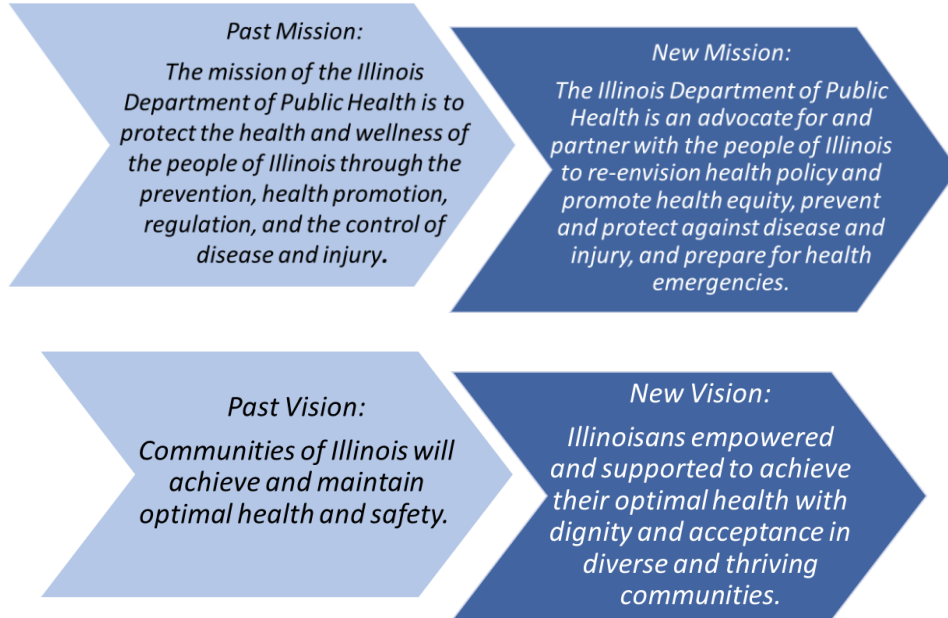 Past Mission:
The mission of the Illinois
Department of Public Health is to
protect the health and wellness of
the people of Illinois through the
prevention, health promotion,
regulation, and the control of
disease and injury.
New Mission:
The Illinois Department of Public
Health is an advocate for and
partner with the people of Illinois
to re-envision health policy and
promote health equity, prevent
and protect against disease and
injury, and prepare for health
emergencies.
Past Vision:
Communities of Illinois will
achieve and maintain
optimal health and safety.
New Vision:
Illinoisans empowered
and supported to achieve
their optimal health with
dignity and acceptance in
diverse and thriving
communities.